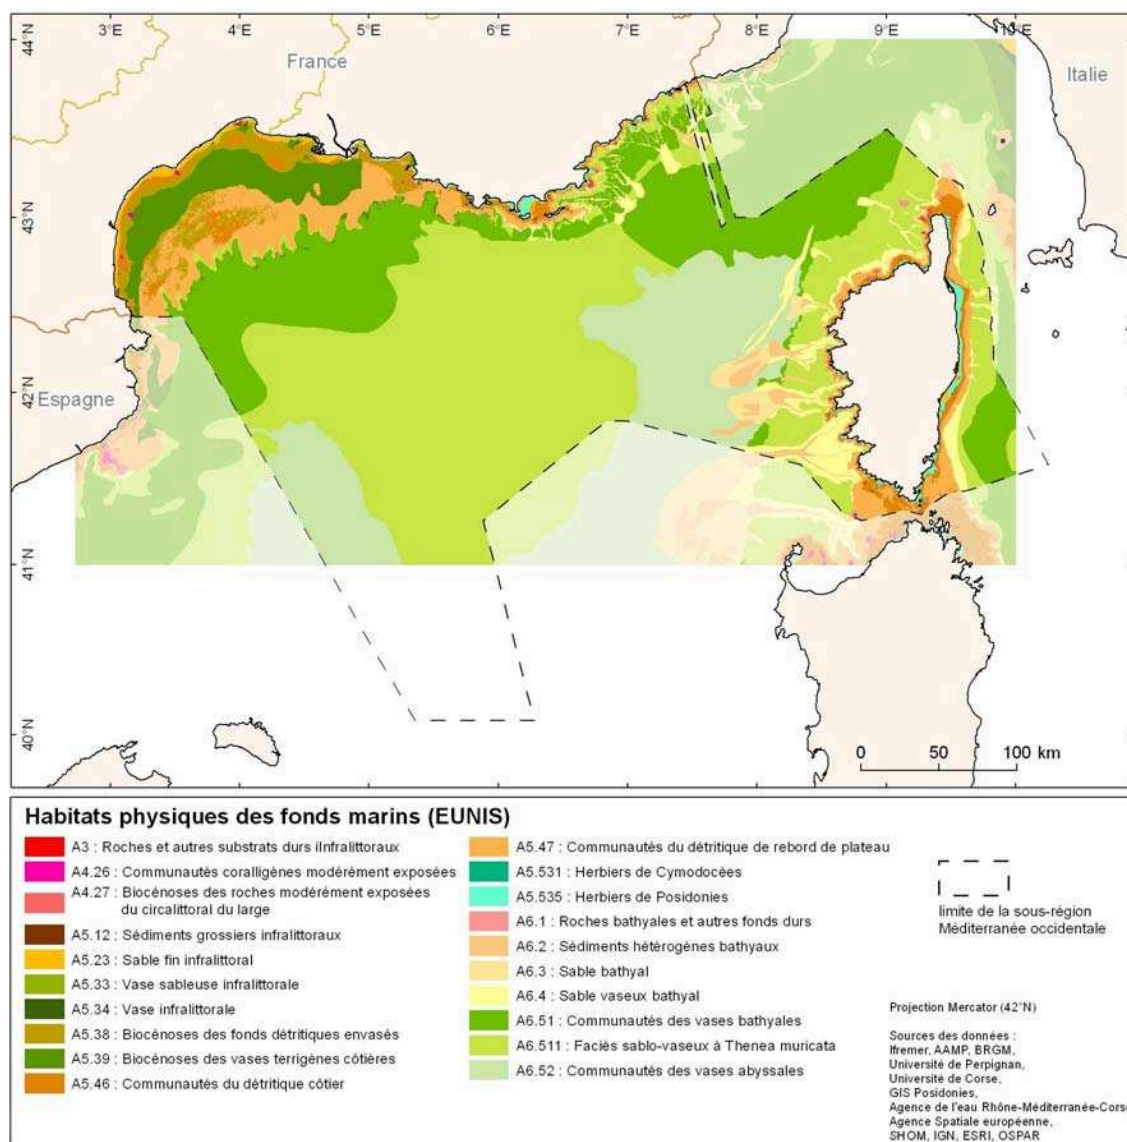 3°E 4°E 5°E 6°E 7°E 8°E 9°E 10°E
44°N
France
Italie
43°N
42°N
Espagne
41°N
40°N
0 50 100 km
Habitats physiques des fonds marins (EUNIS)
A3 : Roches et autres substrats durs iInfralittoraux
A4.26 : Communautés coralligènes modérément exposées
A4.27 : Biocénoses des roches modérément exposées
du circalittoral du large
A5.12 : Sédiments grossiers infralittoraux
A5.23 : Sable fin infralittoral
A5.33 : Vase sableuse infralittorale
A5.34 : Vase infralittorale
A5.38 : Biocénoses des fonds détritiques envasés
A5.39 : Biocénoses des vases terrigènes côtières
A5.46 : Communautés du détritique côtier
A5.47 : Communautés du détritique de rebord de plateau
A5.531 : Herbiers de Cymodocées
A5.535 : Herbiers de Posidonies
A6.1 : Roches bathyales et autres fonds durs
A6.2 : Sédiments hétérogènes bathyaux
A6.3 : Sable bathyal
A6.4 : Sable vaseux bathyal
A6.51 : Communautés des vases bathyales
A6.511 : Faciès sablo-vaseux à Thenea muricata
A6.52 : Communautés des vases abyssales
limite de la sous-région
Méditerranée occidentale
Projection Mercator (42°N)
Sources des données :
Ifremer, AAMP, BRGM,
Université de Perpignan,
Université de Corse,
GIS Posidonies,
Agence de l'eau Rhône-Méditerranée-Corse
Agence Spatiale européenne,
SHOM, IGN, ESRI, OSPAR